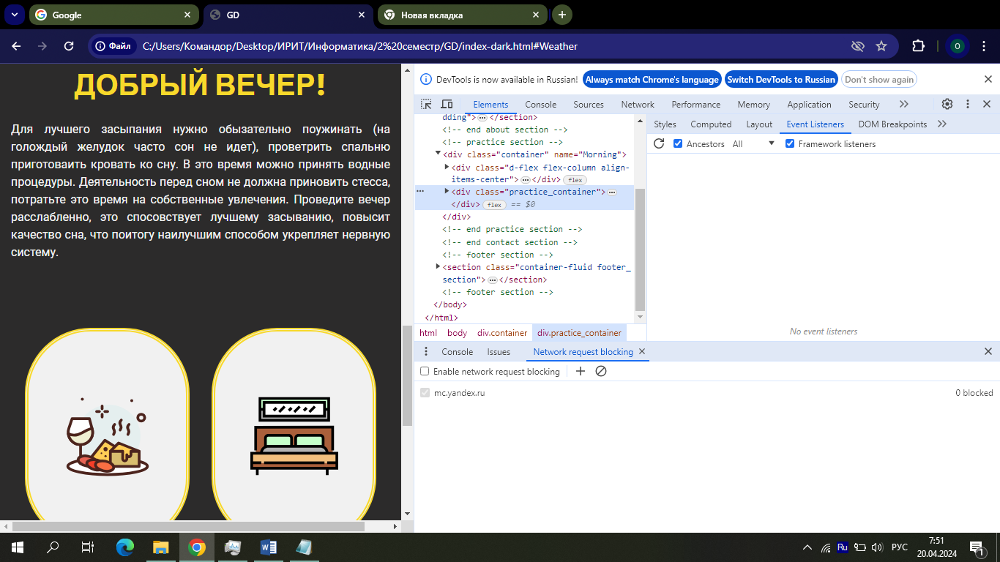 Google
GD
Новая вкладка
Файл
C:/Users/Командор/Desktop/ИРИТ/Информатика/2%20семестр/GD/index-dark.html#Weather
О
ДОБРЫЙ ВЕЧЕР!
Для лучшего засыпания нужно обызательно поужинать (на
голождый желудок часто сон не идет), проветрить спальню
приготоваить кровать ко сну. В это время можно принять водные
процедуры. Деятельность перед сном не должна приновить стесса,
потратьте это время на собственные увлечения. Проведите вечер
расслабленно, это спосовствует лучшему засыванию, повысит
качество сна, что поитогу наилучшим способом укрепляет нервную
систему.
DevTools is now available in Russian!
Always match Chrome's language
Switch DevTools to Russian
Don't show again
Elements
Console
Sources
Network
Performance
Memory
Application
Security
dding">…</section>
<!-- end about section -->
<!-- practice section -->
<div class="container" name="Morning">
<div class="d-flex flex-column align-
items-center">…</div> flex
<div class="practice_container">…
</div> flex == $0
</div>
<!-- end practice section -->
<!-- end contact section -->
<!-- footer section -->
<section class="container-fluid footer_
section">…</section>
<!-- footer section -->
</body>
</html>
html body div.container div.practice_container
Styles
Computed
Layout
Event Listeners
DOM Breakpoints
Ancestors
All
Framework listeners
No event listeners
Console
Issues
Network request blocking
Enable network request blocking
mc.yandex.ru
0 blocked
Ru
РУС
7:51
20.04.2024
1